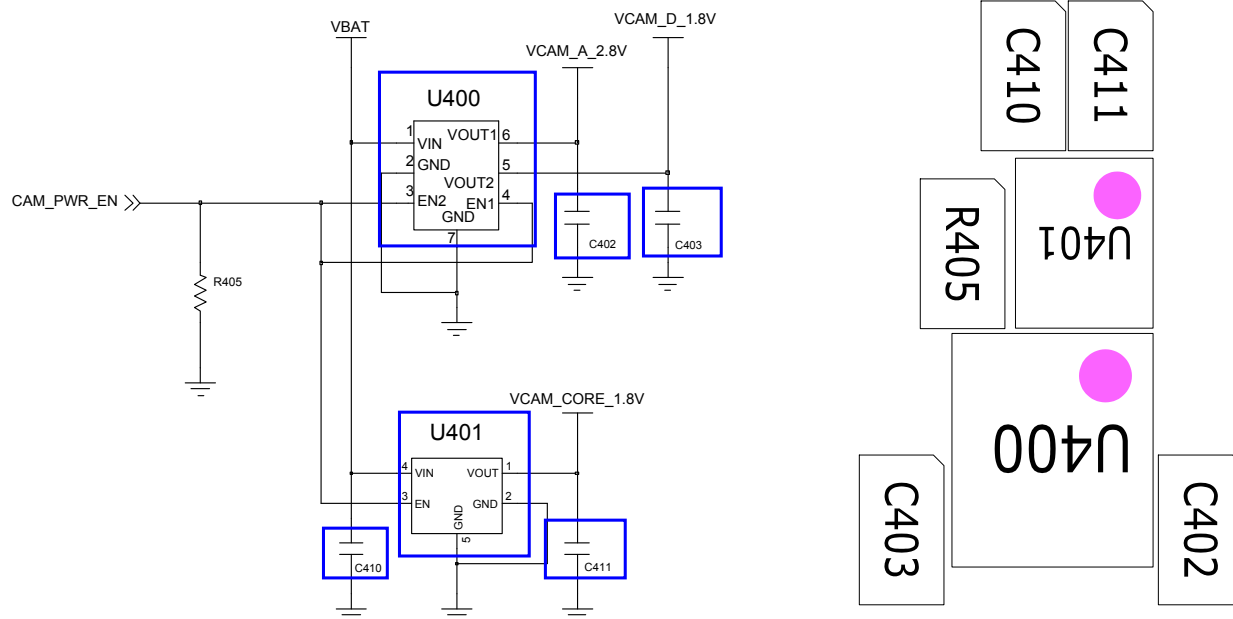 VBAT
VCAM_D_1.8V
VCAM_A_2.8V
U400
1 VIN VOUT1 6
2 GND 5
VOUT2
3 EN2 EN1 4
GND
7
CAM_PWR_EN
C402
C403
R405
VCAM_CORE_1.8V
U401
4 VIN VOUT 1
3 EN GND 2
GND
5
C410
C411
C410
C411
R405
U401
U400
C403
C402